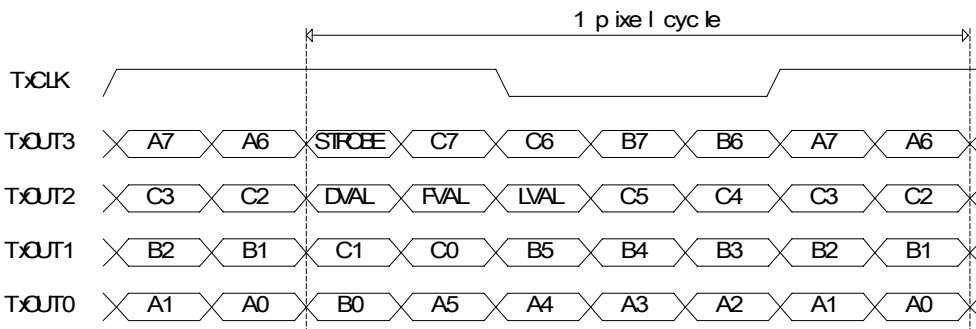 1 pixel cycle
TxCLK
TxOUT3 A7 A6 STROBE C7 C6 B7 B6 A7 A6
TxOUT2 C3 C2 DVAL FVAL LVAL C5 C4 C3 C2
TxOUT1 B2 B1 C1 C0 B5 B4 B3 B2 B1
TxOUT0 A1 A0 B0 A5 A4 A3 A2 A1 A0